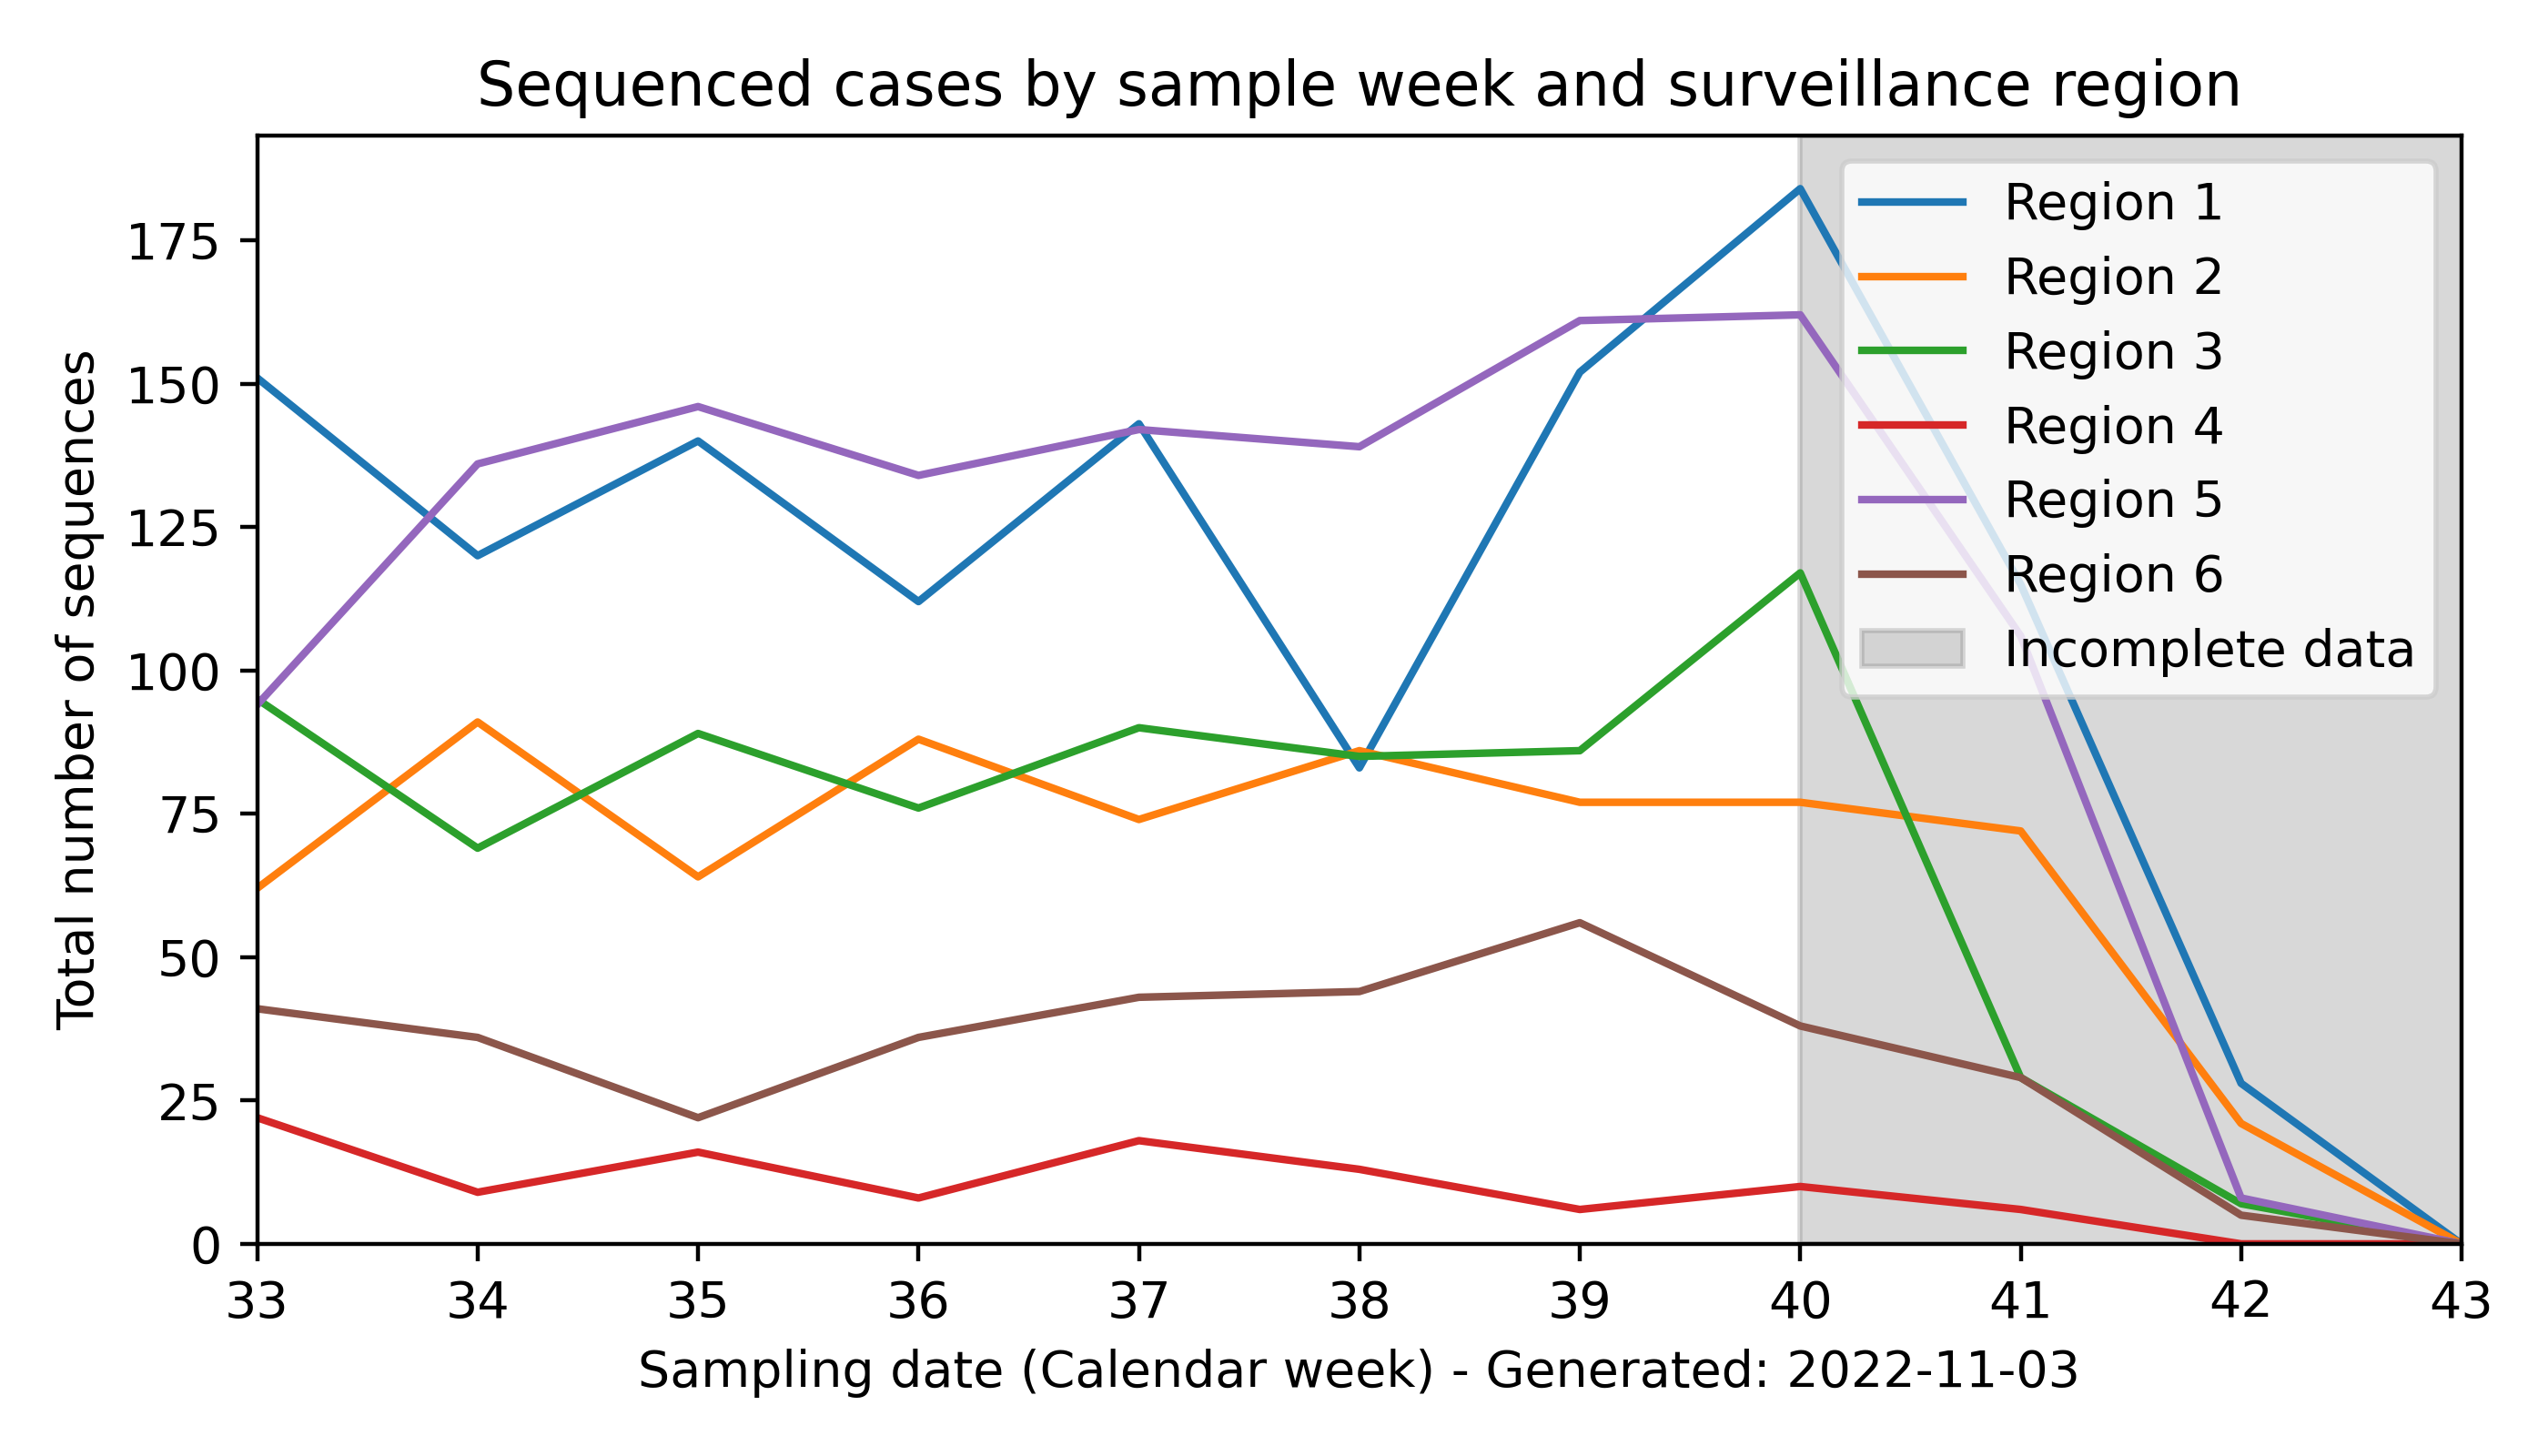 Sequenced cases by sample week and surveillance region
Total number of sequences
175
150
125
100
75
50
25
0
Region 1
Region 2
Region 3
Region 4
Region 5
Region 6
Incomplete data
33 34 35 36 37 38 39 40 41 42 43
Sampling date (Calendar week) - Generated: 2022-11-03